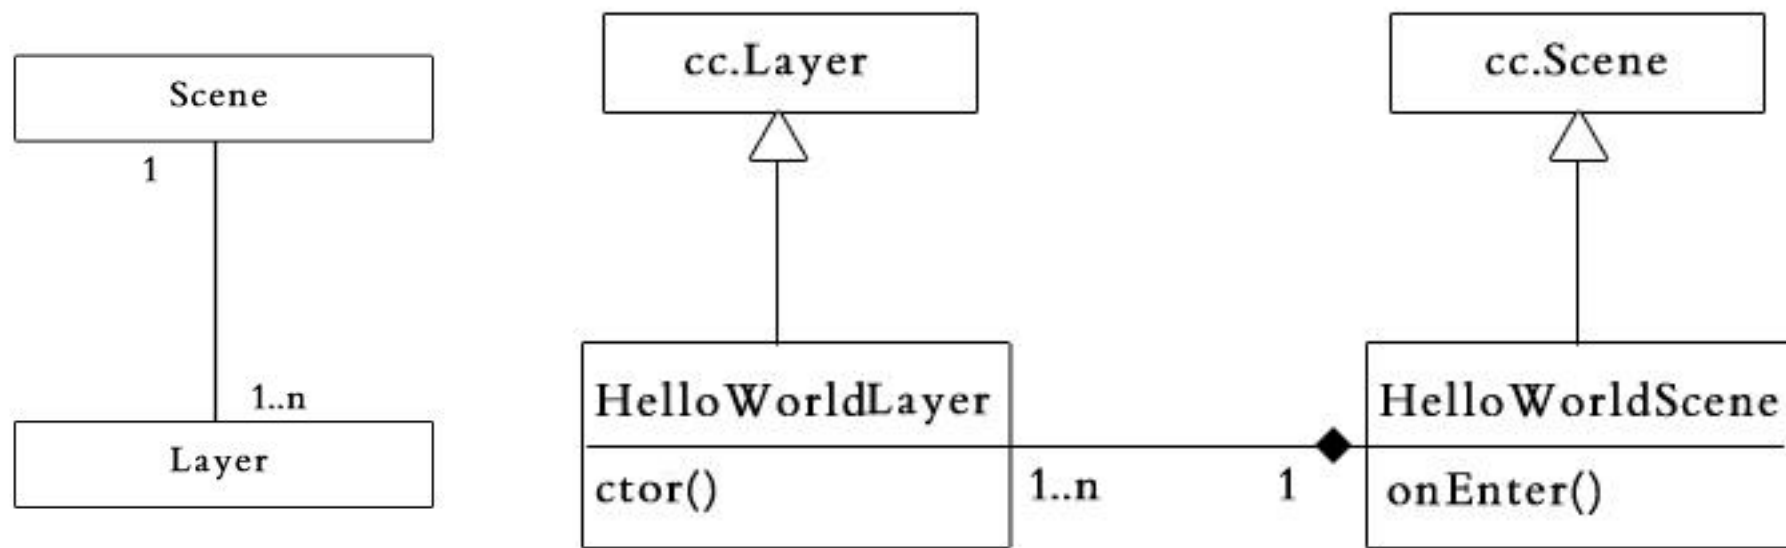 Scene
1
1..n
Layer
cc.Layer
HelloWorldLayer
ctor()
1..n
1
cc.Scene
HelloWorldScene
onEnter()